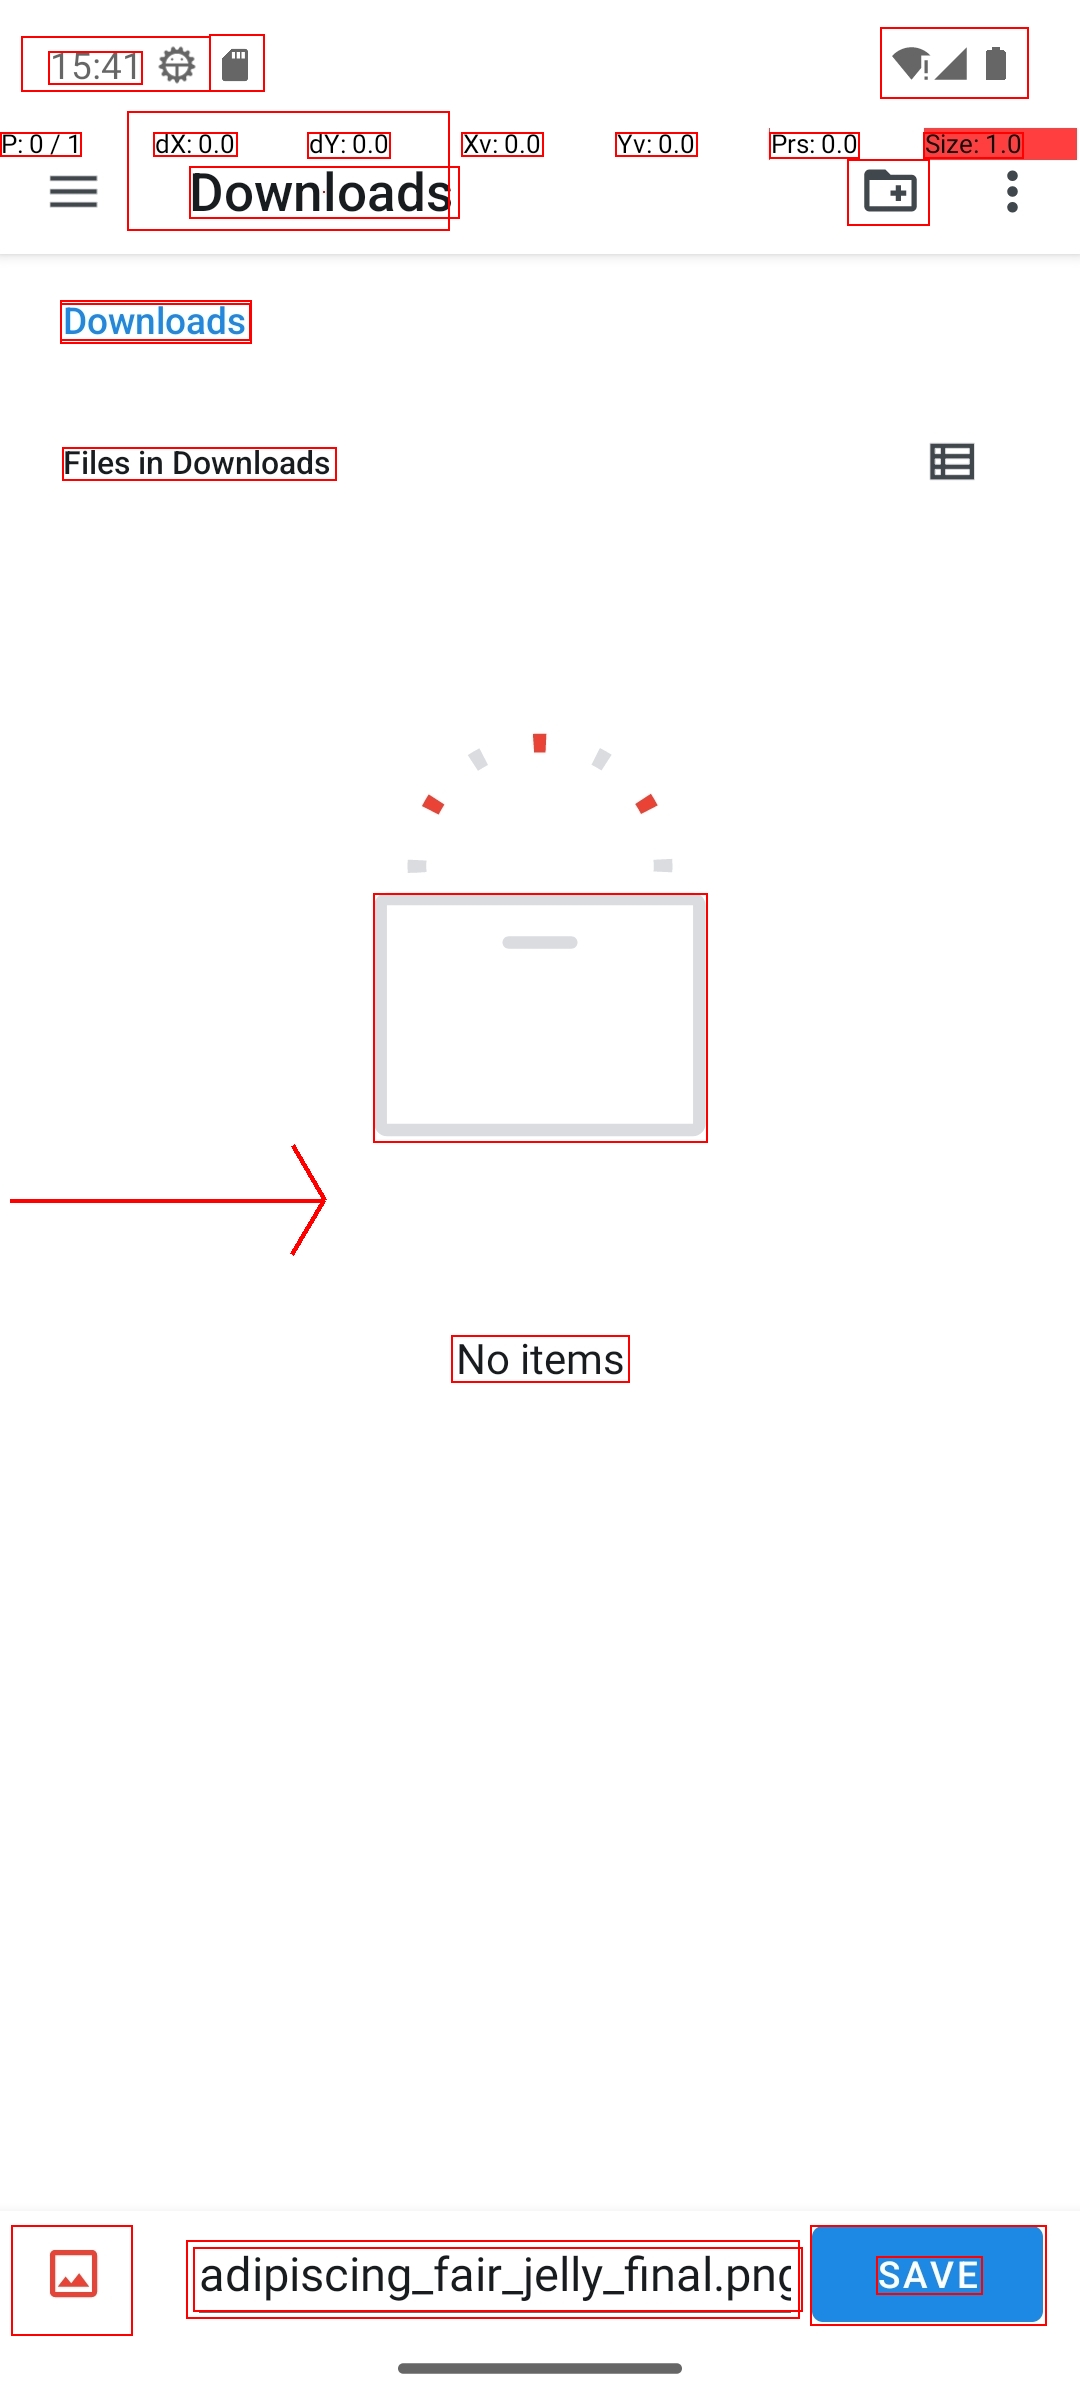 15:41
P: 0 / 1 dX: 0.0 dY: 0.0 Xv: 0.0 Yv: 0.0 Prs: 0.0 Size: 1.0
Downloads
Downloads
Files in Downloads
No items
adipiscing_fair_jelly_final.png
SAVE